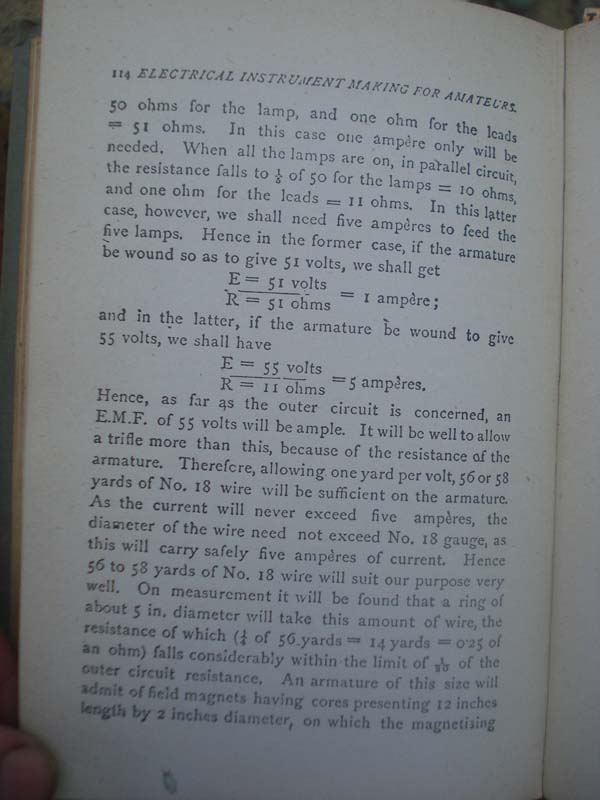 114 ELECTRICAL INSTRUMENT MAKING FOR AMATEURS.
50 ohms for the lamp, and one ohm for the leads
= 51 ohms. In this case one ampère only will be
needed. When all the lamps are on, in parallel circuit,
the resistance falls to ⅕ of 50 for the lamps = 10 ohms,
and one ohm for the leads = 11 ohms. In this latter
case, however, we shall need five ampères to feed the
five lamps. Hence in the former case, if the armature
be wound so as to give 51 volts, we shall get
E = 51 volts
R = 51 ohms = 1 ampère;
and in the latter, if the armature be wound to give
55 volts, we shall have
E = 55 volts
R = 11 ohms = 5 ampères.
Hence, as far as the outer circuit is concerned, an
E.M.F. of 55 volts will be ample. It will be well to allow
a trifle more than this, because of the resistance of the
armature. Therefore, allowing one yard per volt, 56 or 58
yards of No. 18 wire will be sufficient on the armature.
As the current will never exceed five ampères, the
diameter of the wire need not exceed No. 18 gauge, as
this will carry safely five ampères of current. Hence
56 to 58 yards of No. 18 wire will suit our purpose very
well. On measurement it will be found that a ring of
about 5 in. diameter will take this amount of wire, the
resistance of which (¼ of 56 yards = 14 yards = 0·25 of
an ohm) falls considerably within the limit of of the
outer circuit resistance. An armature of this size will
admit of field magnets having cores presenting 12 inches
length by 2 inches diameter, on which the magnetising